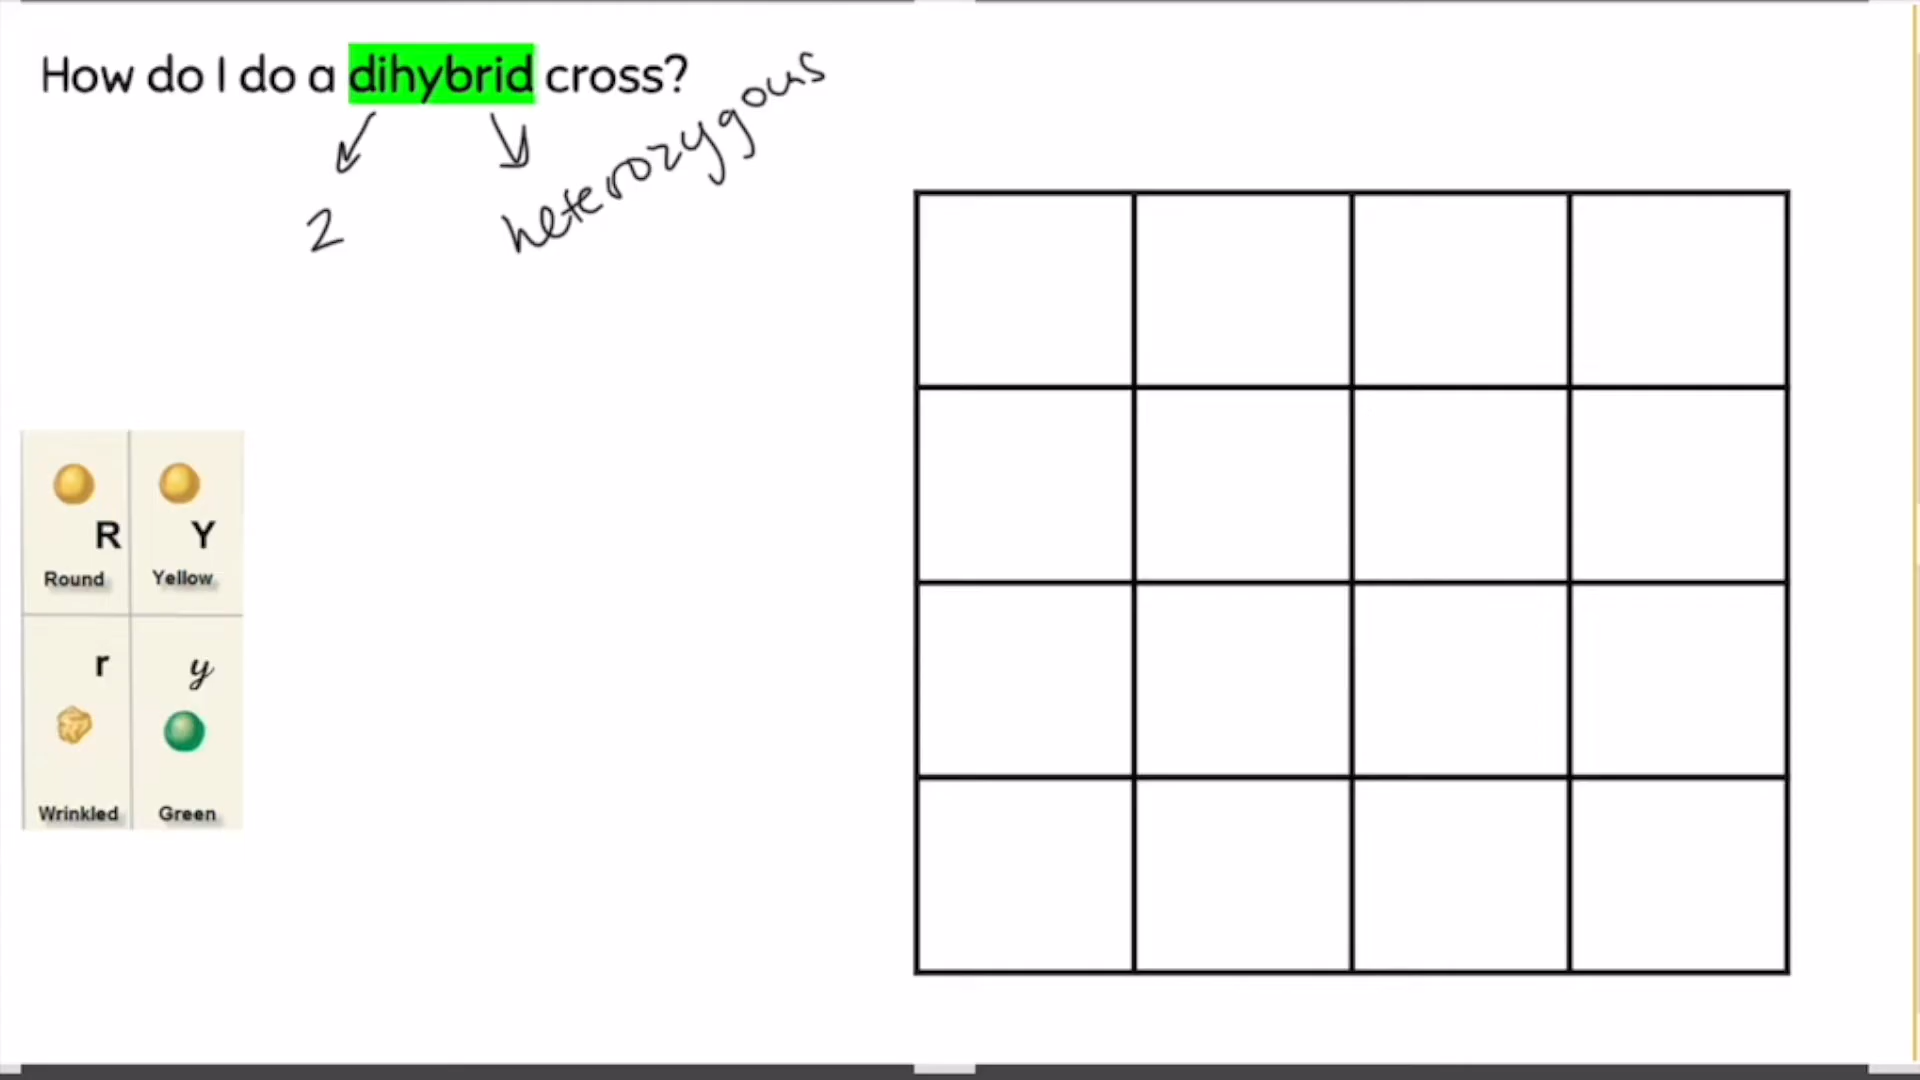 How do I do a dihybrid cross?
2
heterozygous
R Y
Round Yellow
r y
Wrinkled Green